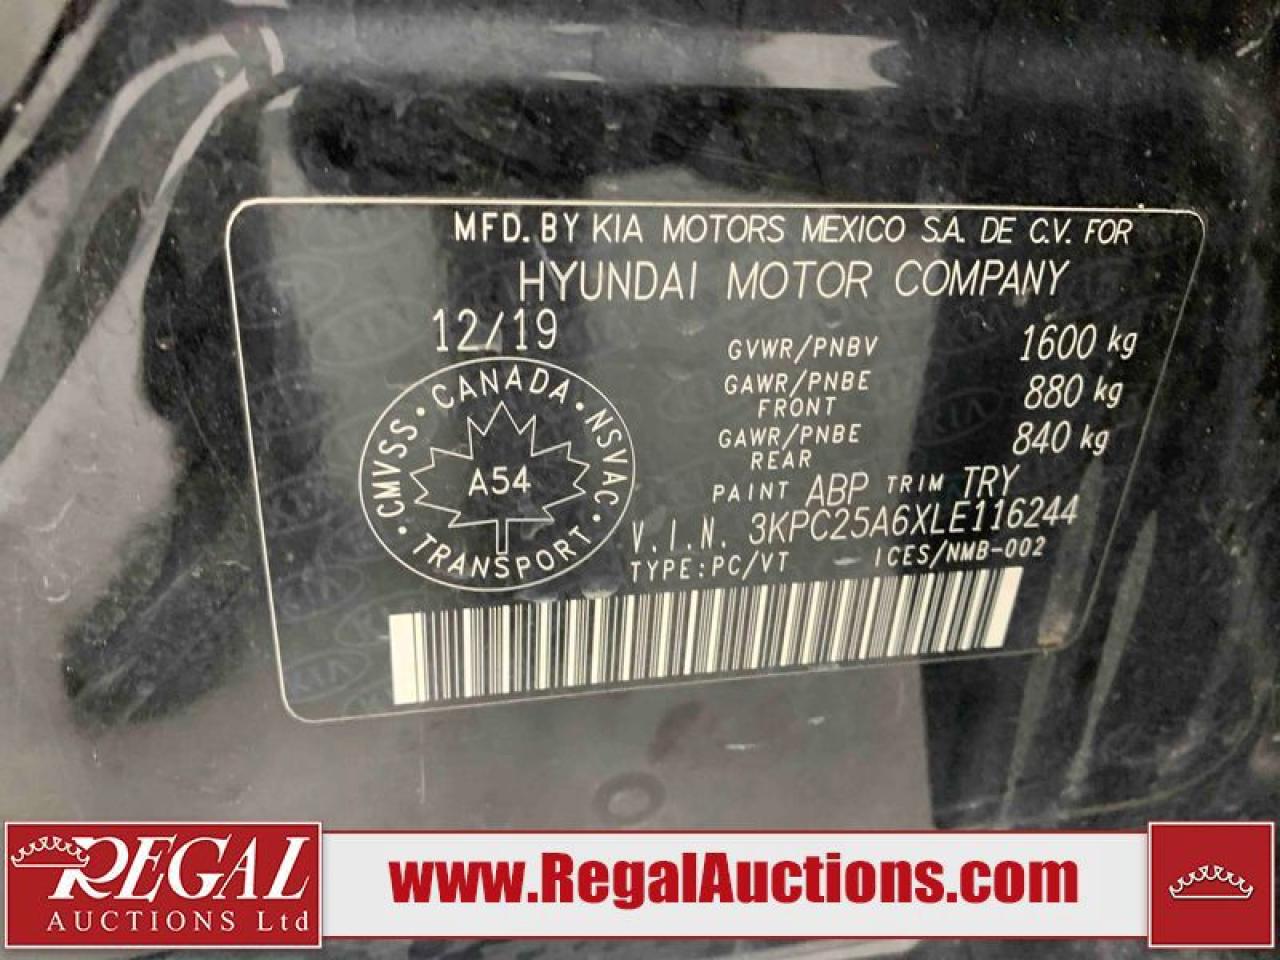 MFD. BY KIA MOTORS MEXICO S.A. DE C.V. FOR
HYUNDAI MOTOR COMPANY
12/19
GVWR/PNBV 1600 kg
GAWR/PNBE FRONT 880 kg
GAWR/PNBE REAR 840 kg
CANADA · NSVAC · TRANSPORT · CMVSS ·
A54
PAINT ABP TRIM TRY
V.I.N. 3KPC25A6XLE116244
TYPE: PC/VT ICES/NMB-002
REGAL
AUCTIONS Ltd
www.RegalAuctions.com